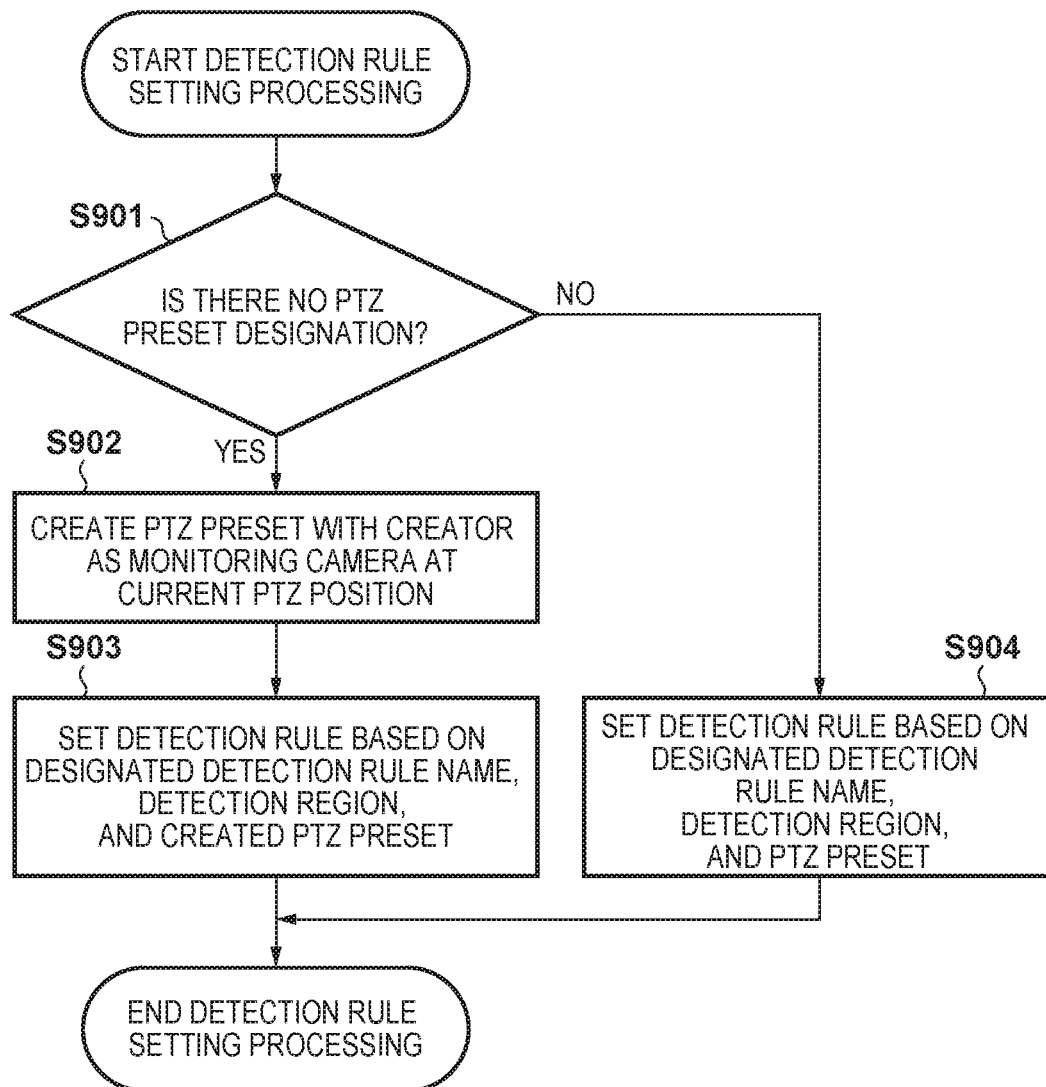 START DETECTION RULE
SETTING PROCESSING
S901
IS THERE NO PTZ
PRESET DESIGNATION?
NO
YES
S902
CREATE PTZ PRESET WITH CREATOR
AS MONITORING CAMERA AT
CURRENT PTZ POSITION
S903
SET DETECTION RULE BASED ON
DESIGNATED DETECTION RULE NAME,
DETECTION REGION,
AND CREATED PTZ PRESET
S904
SET DETECTION RULE BASED ON
DESIGNATED DETECTION
RULE NAME,
DETECTION REGION,
AND PTZ PRESET
END DETECTION RULE
SETTING PROCESSING